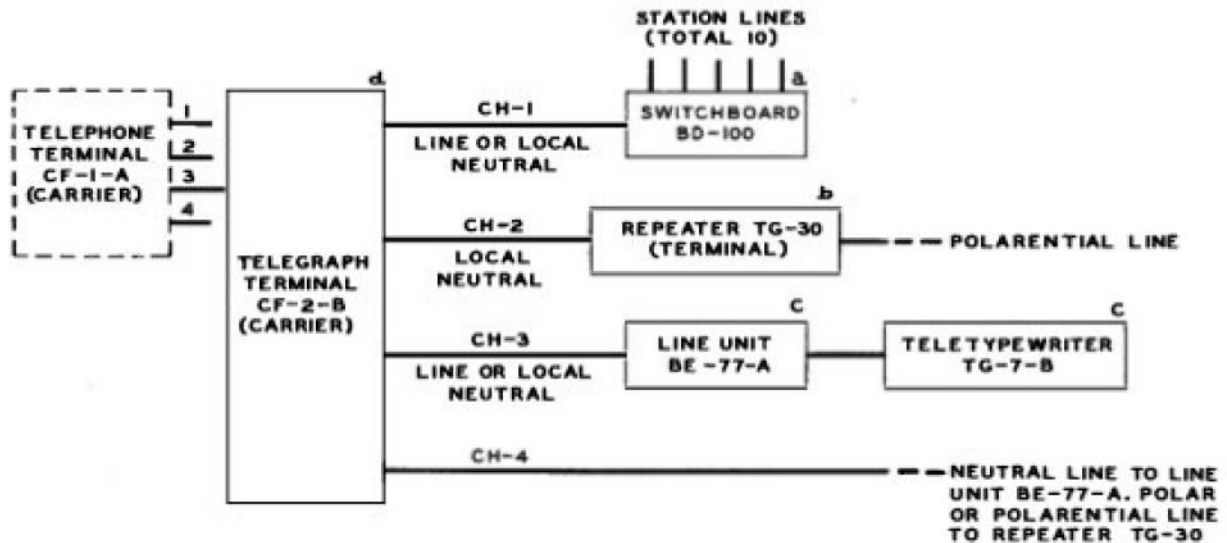 STATION LINES
(TOTAL 10)
d
a
TELEPHONE
TERMINAL
CF-1-A
(CARRIER)
1
2
3
4
CH-1
LINE OR LOCAL
NEUTRAL
SWITCHBOARD
BD-100
b
CH-2
LOCAL
NEUTRAL
REPEATER TG-30
(TERMINAL)
POLARENTIAL LINE
TELEGRAPH
TERMINAL
CF-2-B
(CARRIER)
c
c
CH-3
LINE OR LOCAL
NEUTRAL
LINE UNIT
BE-77-A
TELETYPEWRITER
TG-7-B
CH-4
NEUTRAL LINE TO LINE
UNIT BE-77-A. POLAR
OR POLARENTIAL LINE
TO REPEATER TG-30